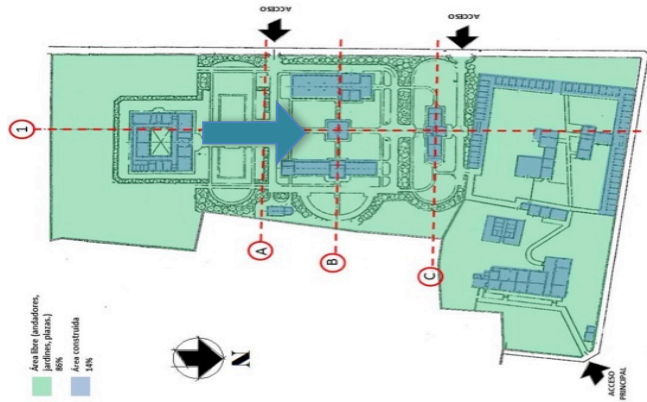 ACCESO
ACCESO
1
A
B
C
Área libre (andadores,
jardines, plazas.)
86%
Área construida
14%
N
ACCESO
PRINCIPAL